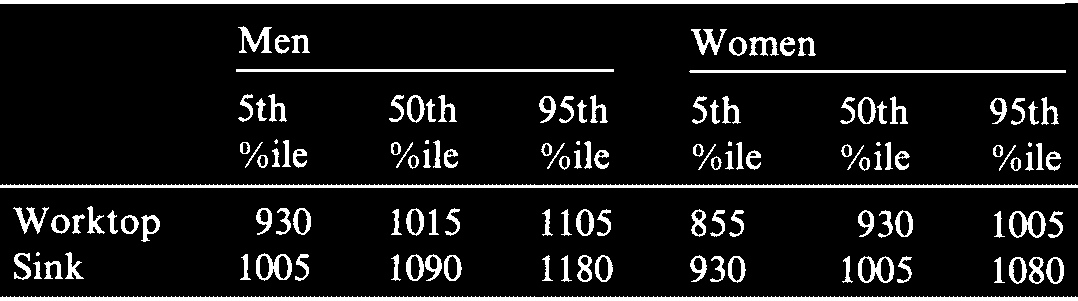 Men Women
5th 50th 95th 5th 50th 95th
%ile %ile %ile %ile %ile %ile
Worktop 930 1015 1105 855 930 1005
Sink 1005 1090 1180 930 1005 1080